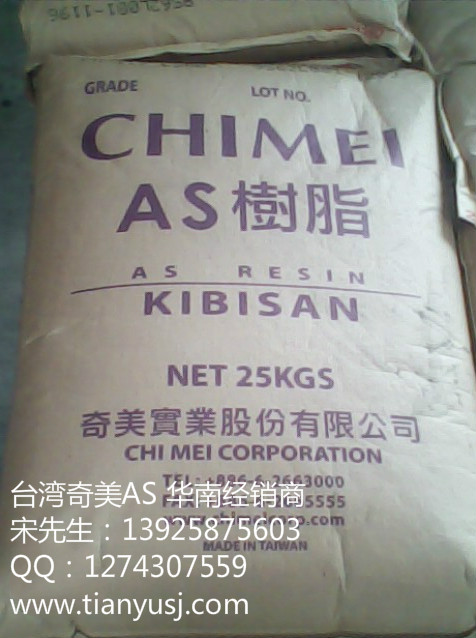 GRADE LOT NO.
CHIMEI
AS樹脂
AS RESIN
KIBISAN
NET 25KGS
奇美實業股份有限公司
CHI MEI CORPORATION
台湾奇美AS 华南经销商
宋先生：13925875603
QQ：1274307559
www.tianyusj.com
MADE IN TAIWAN